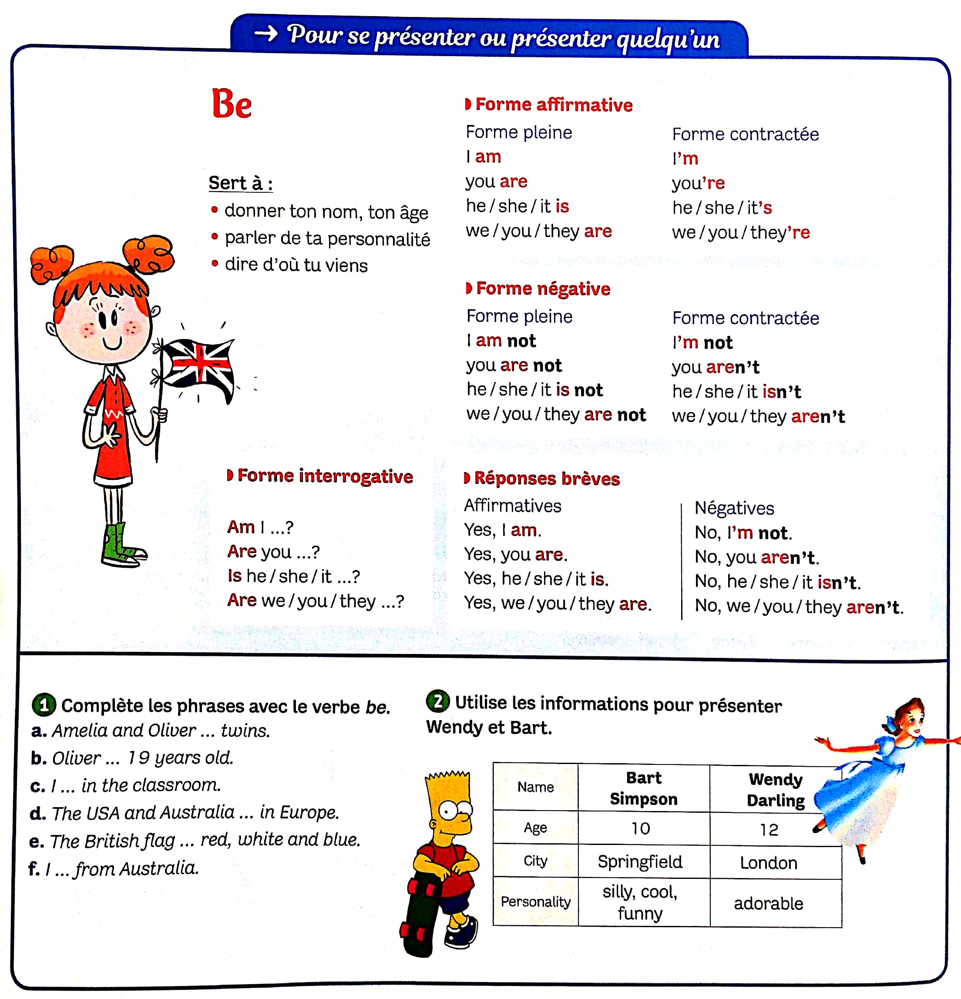 → Pour se présenter ou présenter quelqu'un
Be
Sert à :
• donner ton nom, ton âge
• parler de ta personnalité
• dire d'où tu viens
Forme affirmative
Forme pleine
I am
you are
he / she / it is
we / you / they are
Forme contractée
I'm
you're
he / she / it's
we / you / they're
Forme négative
Forme pleine
I am not
you are not
he / she / it is not
we / you / they are not
Forme contractée
I'm not
you aren't
he / she / it isn't
we / you / they aren't
Forme interrogative
Am I ...?
Are you ...?
Is he / she / it ...?
Are we / you / they ...?
Réponses brèves
Affirmatives
Yes, I am.
Yes, you are.
Yes, he / she / it is.
Yes, we / you / they are.
Négatives
No, I'm not.
No, you aren't.
No, he / she / it isn't.
No, we / you / they aren't.
1 Complète les phrases avec le verbe be.
a. Amelia and Oliver ... twins.
b. Oliver ... 19 years old.
c. I ... in the classroom.
d. The USA and Australia ... in Europe.
e. The British flag ... red, white and blue.
f. I ... from Australia.
2 Utilise les informations pour présenter
Wendy et Bart.
Name
Bart
Simpson
Wendy
Darling
Age
10
12
City
Springfield
London
Personality
silly, cool,
funny
adorable